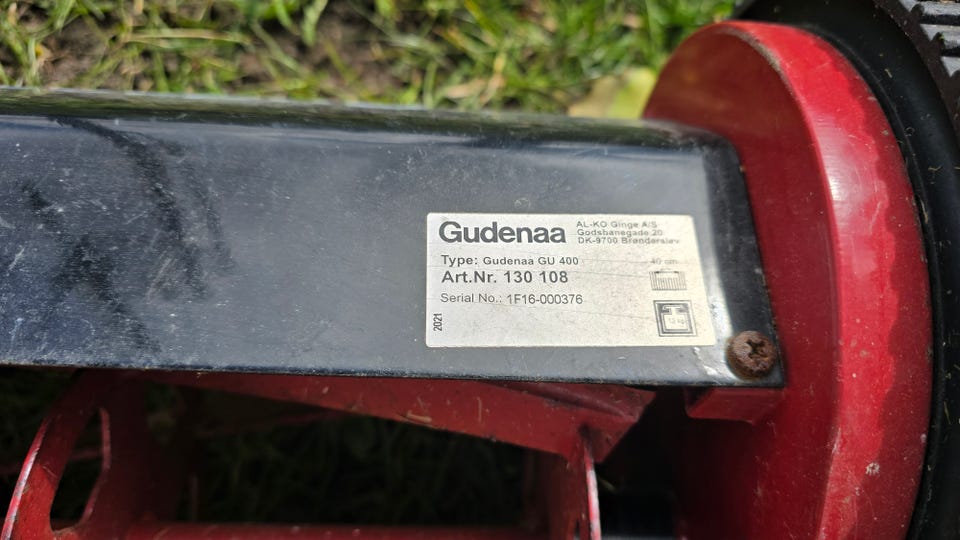 Gudenaa
AL-KO Ginge A/S
Godsbanegade 20
DK-9700 Brønderslev
Type: Gudenaa GU 400
40 cm
Art.Nr. 130 108
Serial No.: 1F16-000376
2021